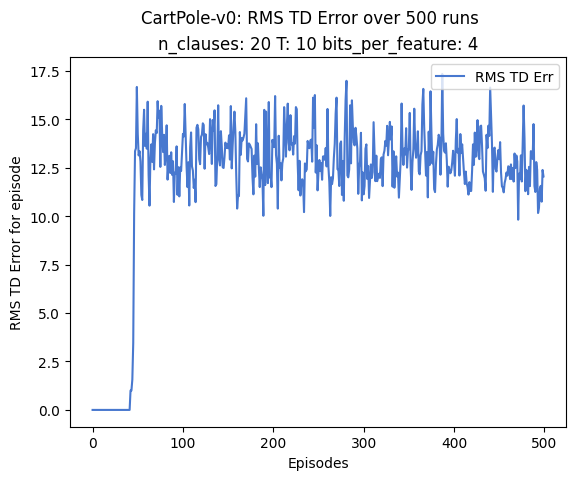 CartPole-v0: RMS TD Error over 500 runs
n_clauses: 20 T: 10 bits_per_feature: 4
RMS TD Err
17.5
15.0
12.5
10.0
7.5
5.0
2.5
0.0
RMS TD Error for episode
0 100 200 300 400 500
Episodes